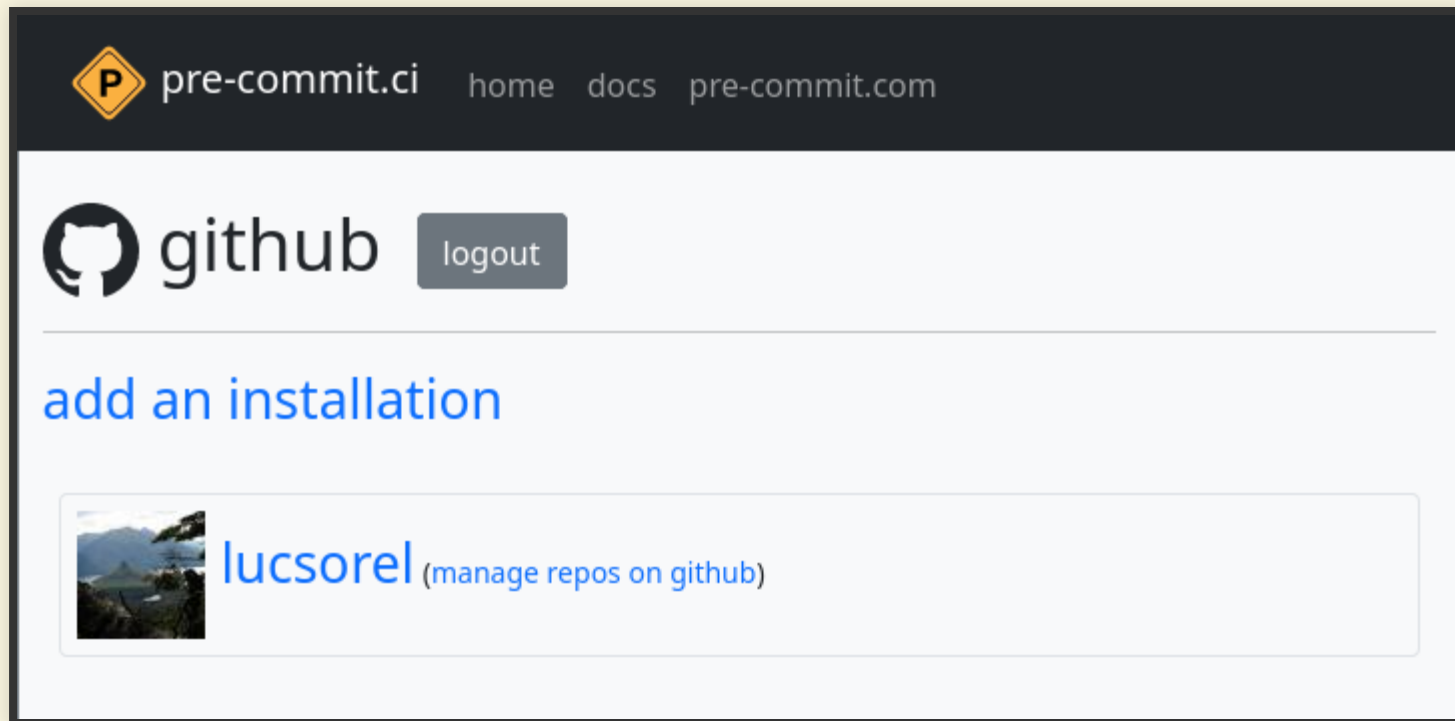 P pre-commit.ci home docs pre-commit.com
github logout
add an installation
lucsorel (manage repos on github)